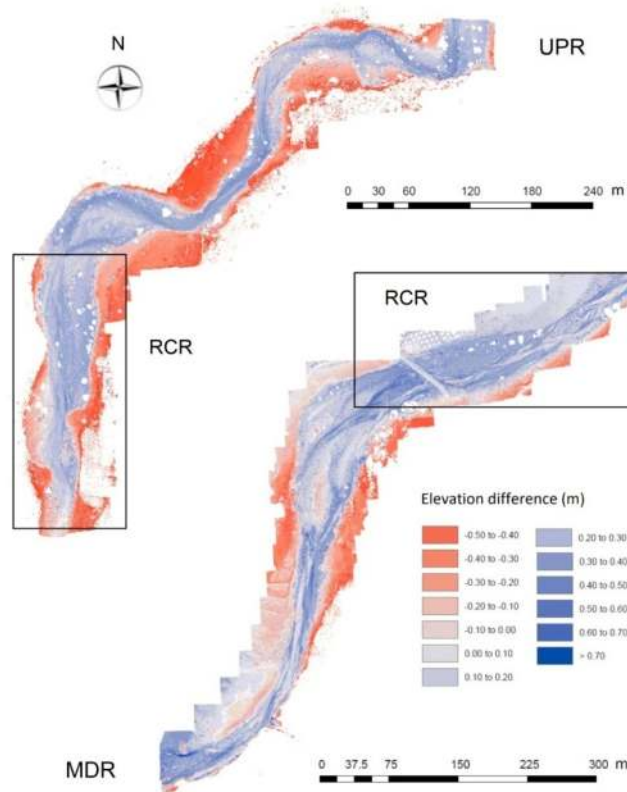 N
UPR
m
0 30 60 120 180 240
RCR
RCR
Elevation difference (m)
-0.50 to -0.40
-0.40 to -0.30
-0.30 to -0.20
-0.20 to -0.10
-0.10 to 0.00
0.00 to 0.10
0.10 to 0.20
0.20 to 0.30
0.30 to 0.40
0.40 to 0.50
0.50 to 0.60
0.60 to 0.70
> 0.70
MDR
m
0 37.5 75 150 225 300